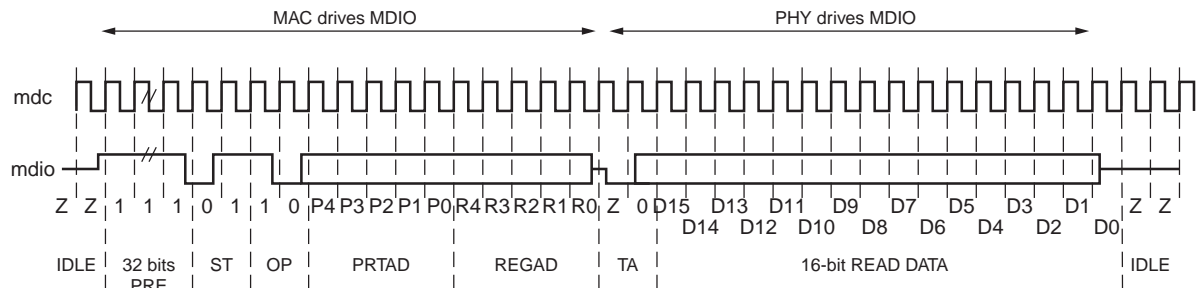 MAC drives MDIO PHY drives MDIO
mdc
mdio
Z Z 1 1 1 0 1 1 0 P4 P3 P2 P1 P0 R4 R3 R2 R1 R0 Z 0 D15 D13 D11 D9 D7 D5 D3 D1 Z Z
D14 D12 D10 D8 D6 D4 D2 D0
IDLE 32 bits ST OP PRTAD REGAD TA 16-bit READ DATA IDLE
PRE